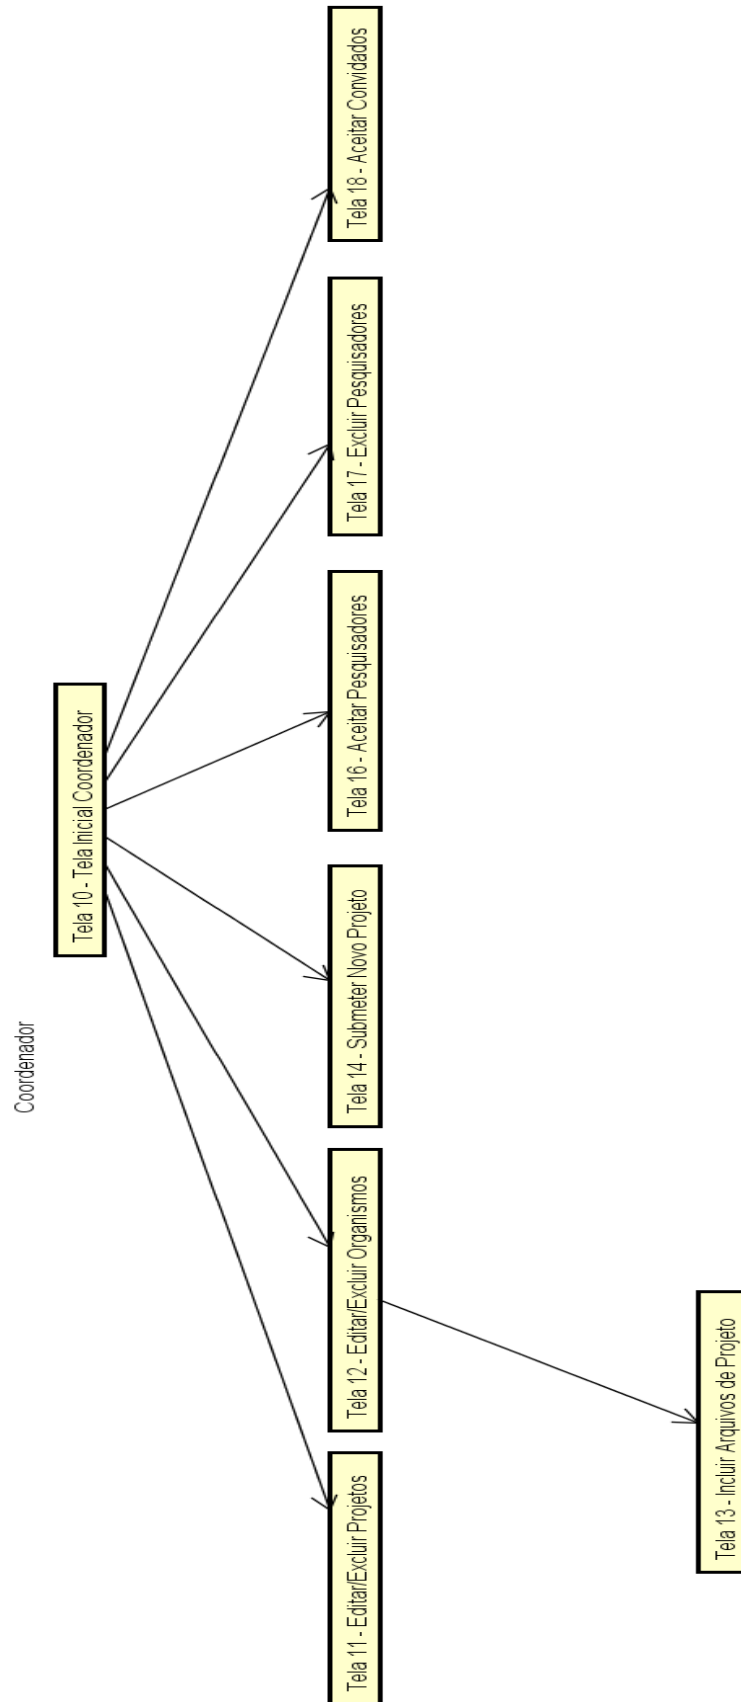 Coordenador
Tela 10 - Tela Inicial Coordenador
Tela 11 - Editar/Excluir Projetos
Tela 12 - Editar/Excluir Organismos
Tela 14 - Submeter Novo Projeto
Tela 16 - Aceitar Pesquisadores
Tela 17 - Excluir Pesquisadores
Tela 18 - Aceitar Convidados
Tela 13 - Incluir Arquivos de Projeto